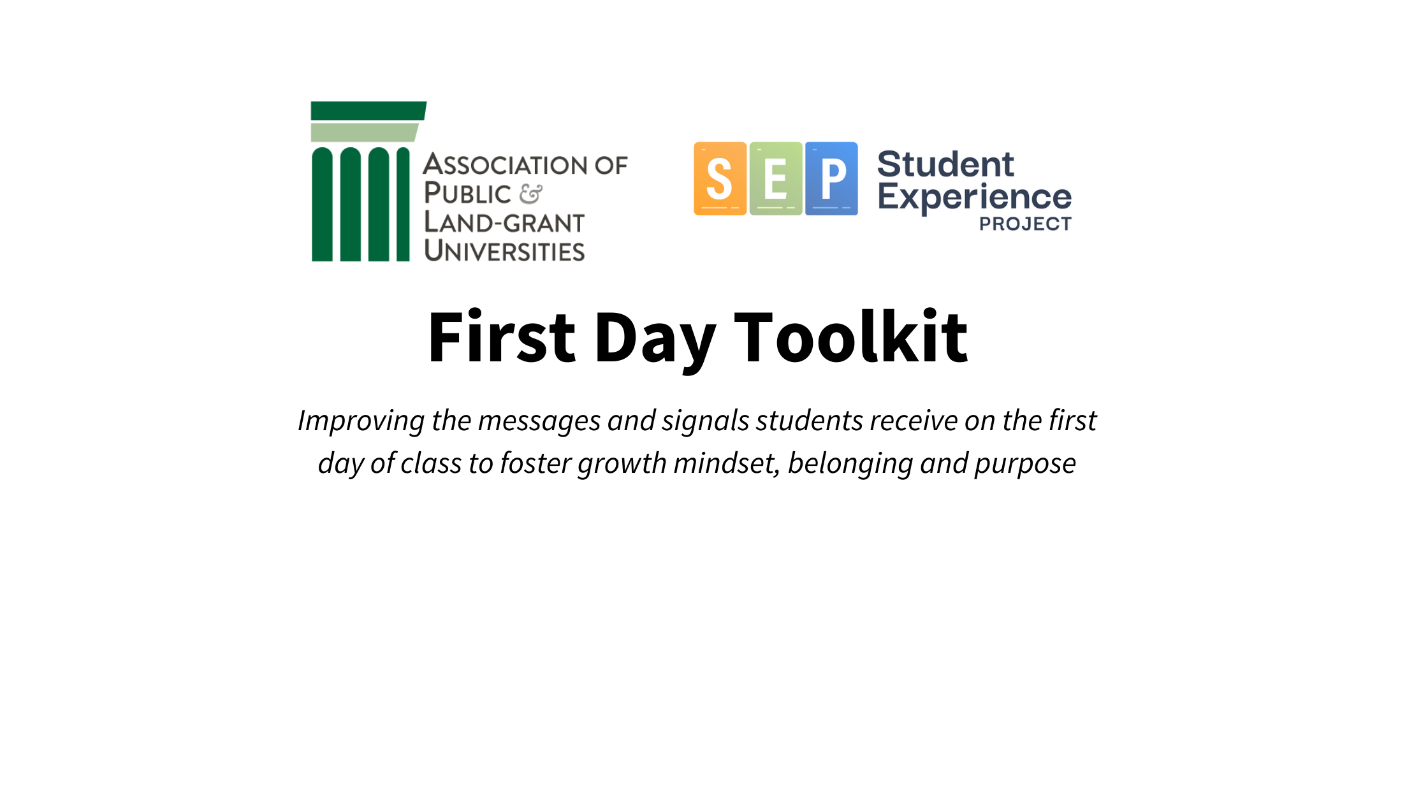 ASSOCIATION OF
PUBLIC &
LAND-GRANT
UNIVERSITIES
SEP
Student
Experience
PROJECT
First Day Toolkit
Improving the messages and signals students receive on the first
day of class to foster growth mindset, belonging and purpose